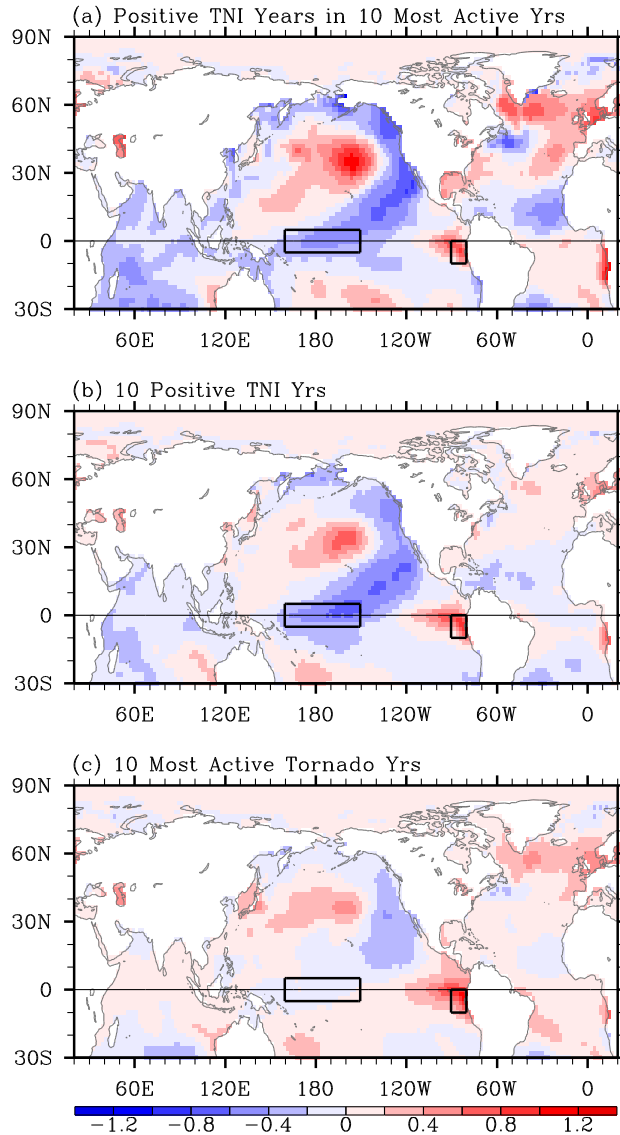 (a) Positive TNI Years in 10 Most Active Yrs
90N
60N
30N
0
30S
60E 120E 180 120W 60W 0
(b) 10 Positive TNI Yrs
90N
60N
30N
0
30S
60E 120E 180 120W 60W 0
(c) 10 Most Active Tornado Yrs
90N
60N
30N
0
30S
60E 120E 180 120W 60W 0
−1.2 −0.8 −0.4 0 0.4 0.8 1.2